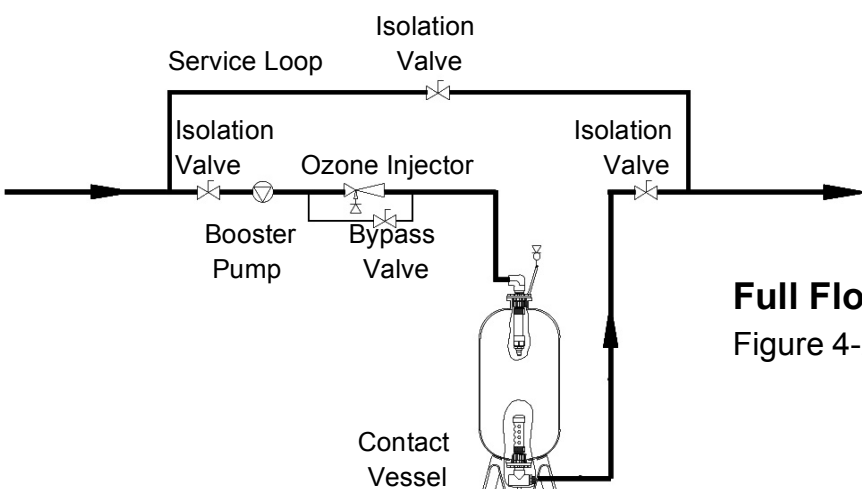 Isolation
Valve
Service Loop
Isolation
Valve
Ozone Injector
Isolation
Valve
Booster
Pump
Bypass
Valve
Full Flo
Figure 4-
Contact
Vessel